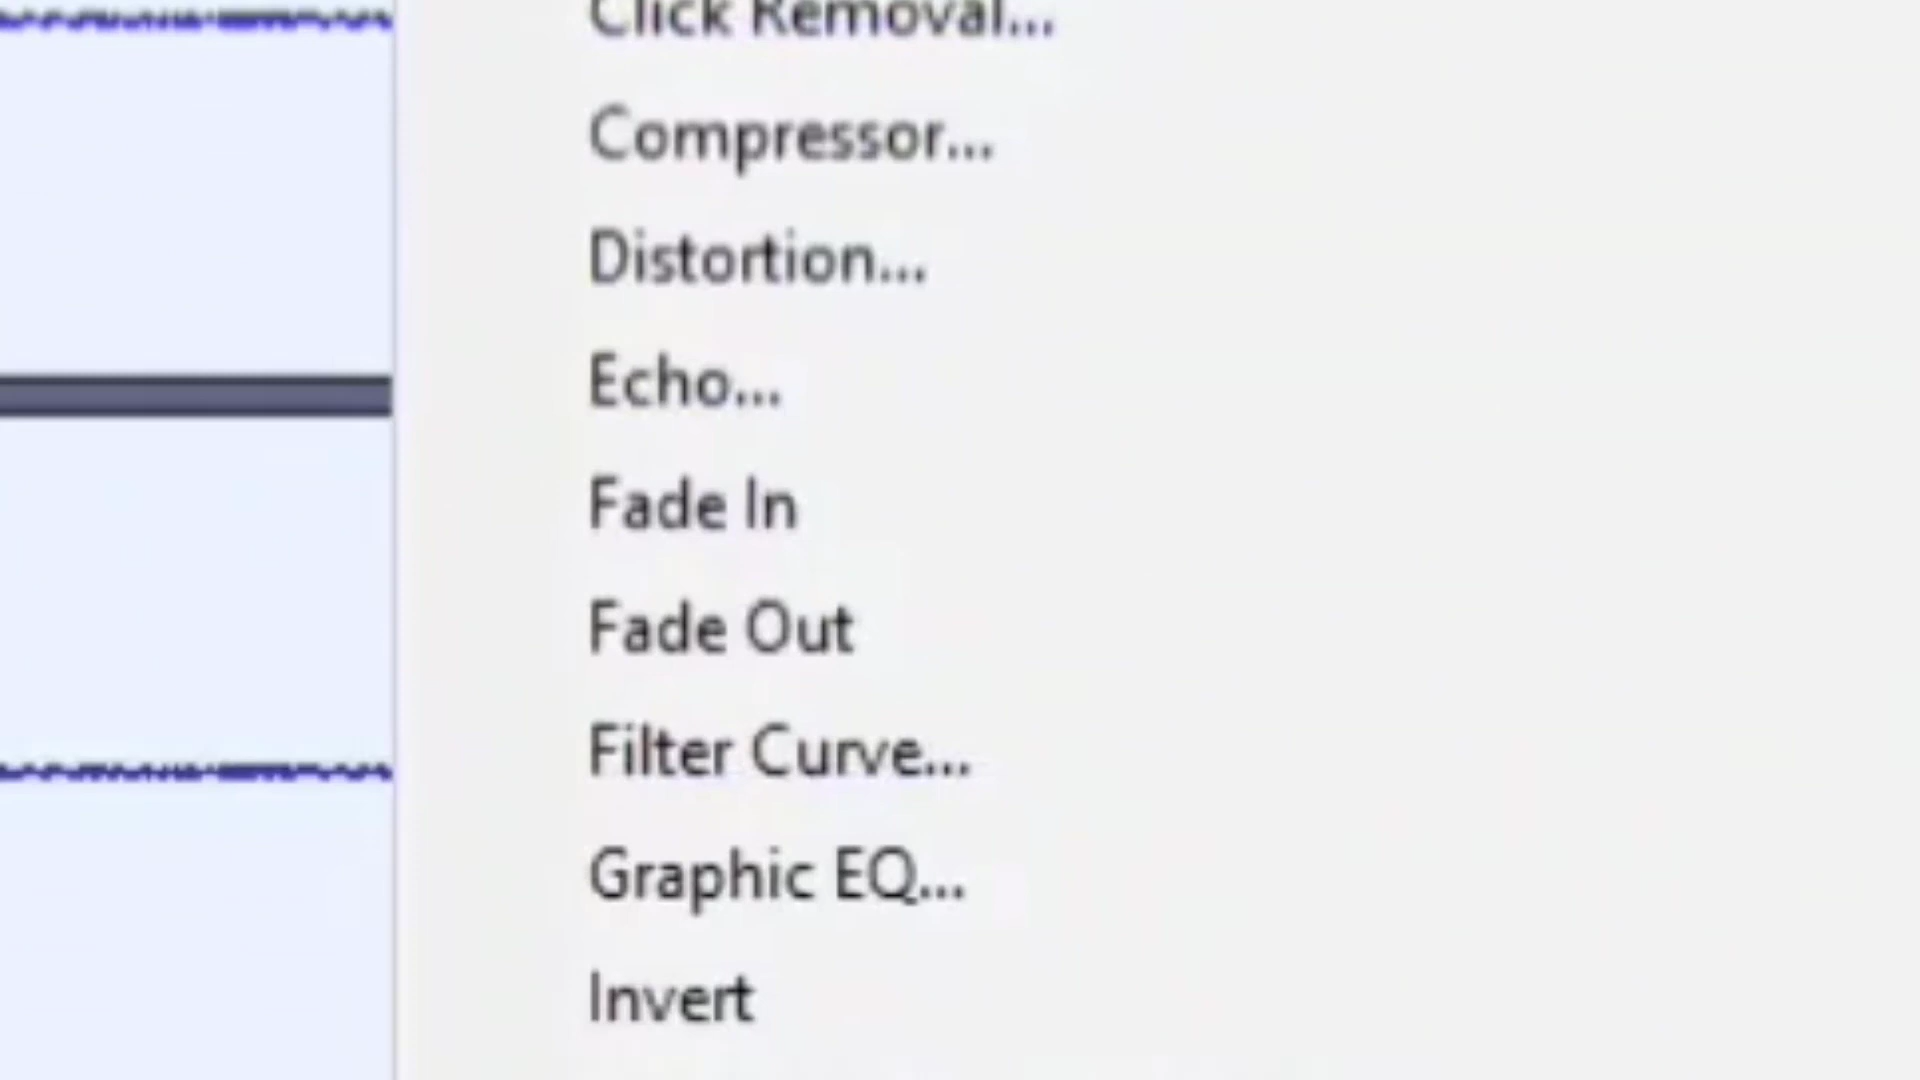 Click Removal...
Compressor...
Distortion...
Echo...
Fade In
Fade Out
Filter Curve...
Graphic EQ...
Invert